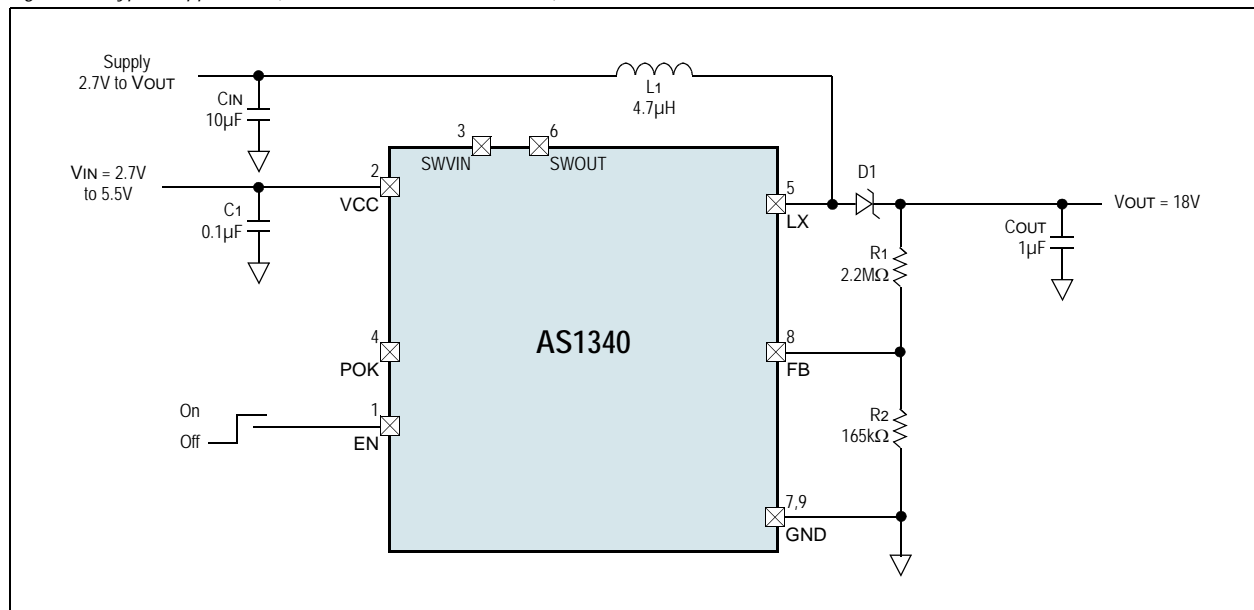 Supply
2.7V to VOUT
CIN
10µF
L1
4.7µH
3
6
SWVIN
SWOUT
VIN = 2.7V
to 5.5V
2
VCC
C1
0.1µF
D1
5
LX
VOUT = 18V
COUT
1µF
R1
2.2MΩ
4
POK
AS1340
8
FB
On
Off
1
EN
R2
165kΩ
7,9
GND